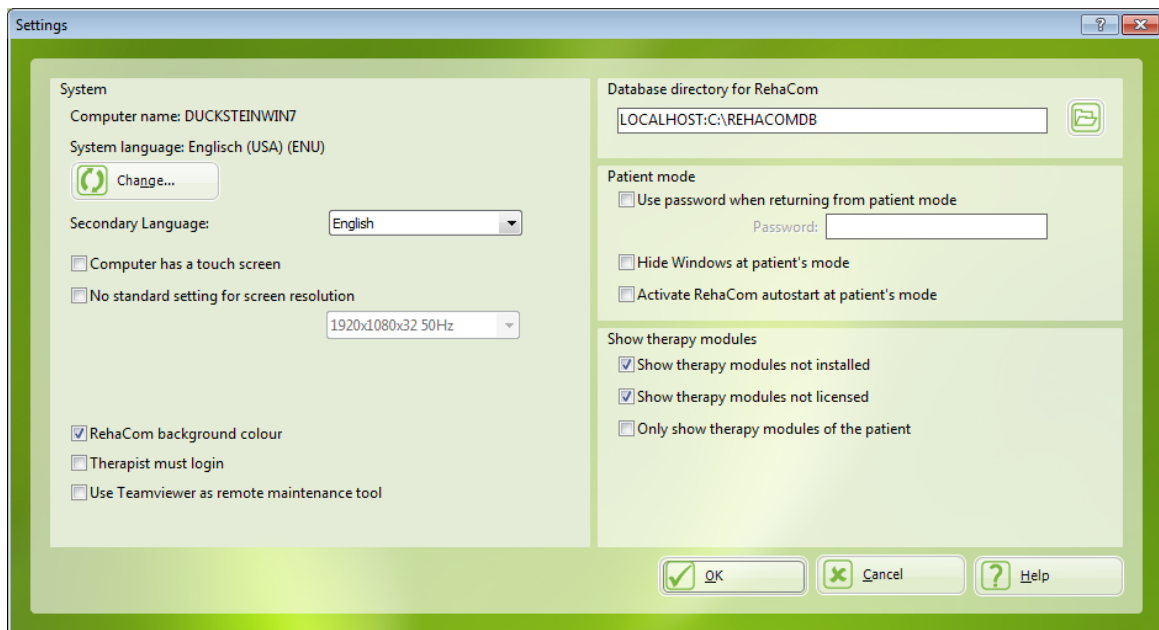 Settings
System
Computer name: DUCKSTEINWIN7
System language: Englisch (USA) (ENU)
Change...
Secondary Language:
English
Computer has a touch screen
No standard setting for screen resolution
1920x1080x32 50Hz
RehaCom background colour
Therapist must login
Use Teamviewer as remote maintenance tool
Database directory for RehaCom
LOCALHOST:C:\REHACOMDB
Patient mode
Use password when returning from patient mode
Password:
Hide Windows at patient's mode
Activate RehaCom autostart at patient's mode
Show therapy modules
Show therapy modules not installed
Show therapy modules not licensed
Only show therapy modules of the patient
OK
Cancel
Help